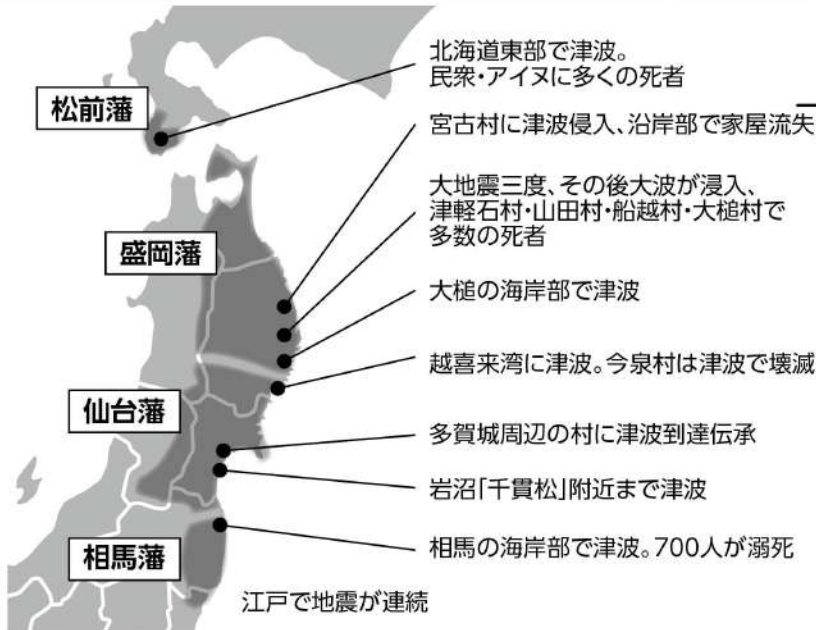 北海道東部で津波。
民衆・アイヌに多くの死者
松前藩
宮古村に津波侵入、沿岸部で家屋流失
大地震三度、その後大波が浸入、
津軽石村・山田村・船越村・大槌村で
多数の死者
盛岡藩
大槌の海岸部で津波
越喜来湾に津波。今泉村は津波で壊滅
仙台藩
多賀城周辺の村に津波到達伝承
岩沼「千貫松」附近まで津波
相馬の海岸部で津波。700人が溺死
相馬藩
江戸で地震が連続